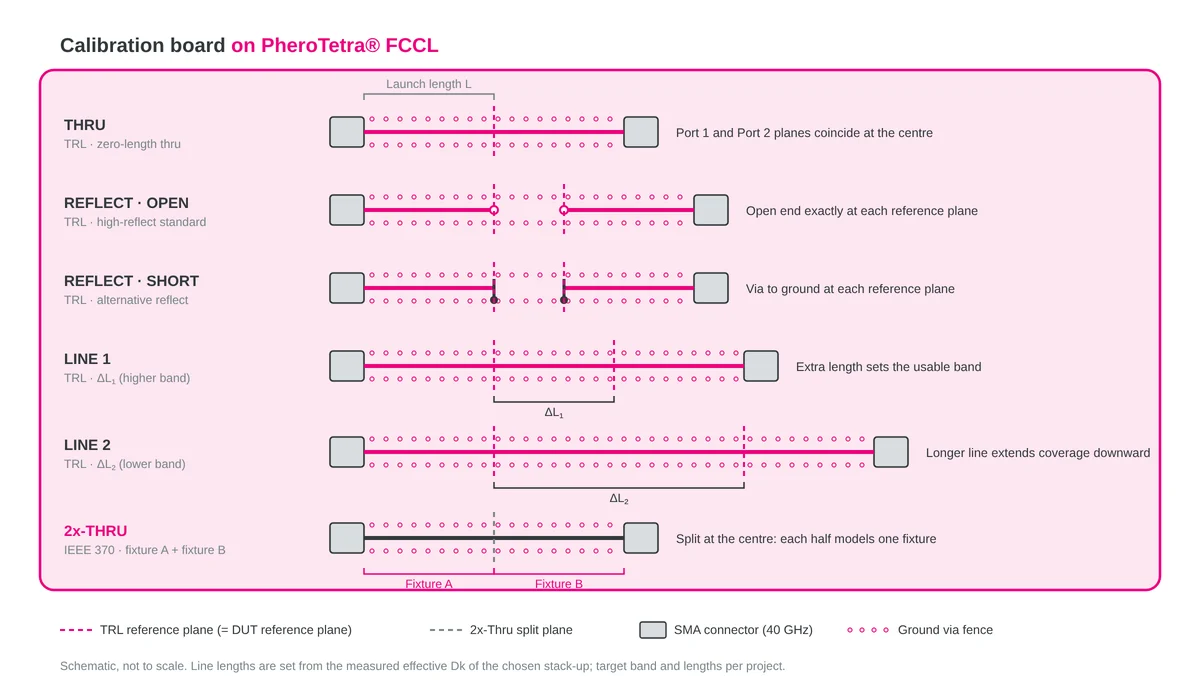 Calibration board on PheroTetra® FCCL
Launch length L
THRU
TRL · zero-length thru
Port 1 and Port 2 planes coincide at the centre
REFLECT · OPEN
TRL · high-reflect standard
Open end exactly at each reference plane
REFLECT · SHORT
TRL · alternative reflect
Via to ground at each reference plane
LINE 1
TRL · ΔL₁ (higher band)
Extra length sets the usable band
ΔL₁
LINE 2
TRL · ΔL₂ (lower band)
Longer line extends coverage downward
ΔL₂
2x-THRU
IEEE 370 · fixture A + fixture B
Split at the centre: each half models one fixture
Fixture A
Fixture B
TRL reference plane (= DUT reference plane)
2x-Thru split plane
SMA connector (40 GHz)
Ground via fence
Schematic, not to scale. Line lengths are set from the measured effective Dk of the chosen stack-up; target band and lengths per project.